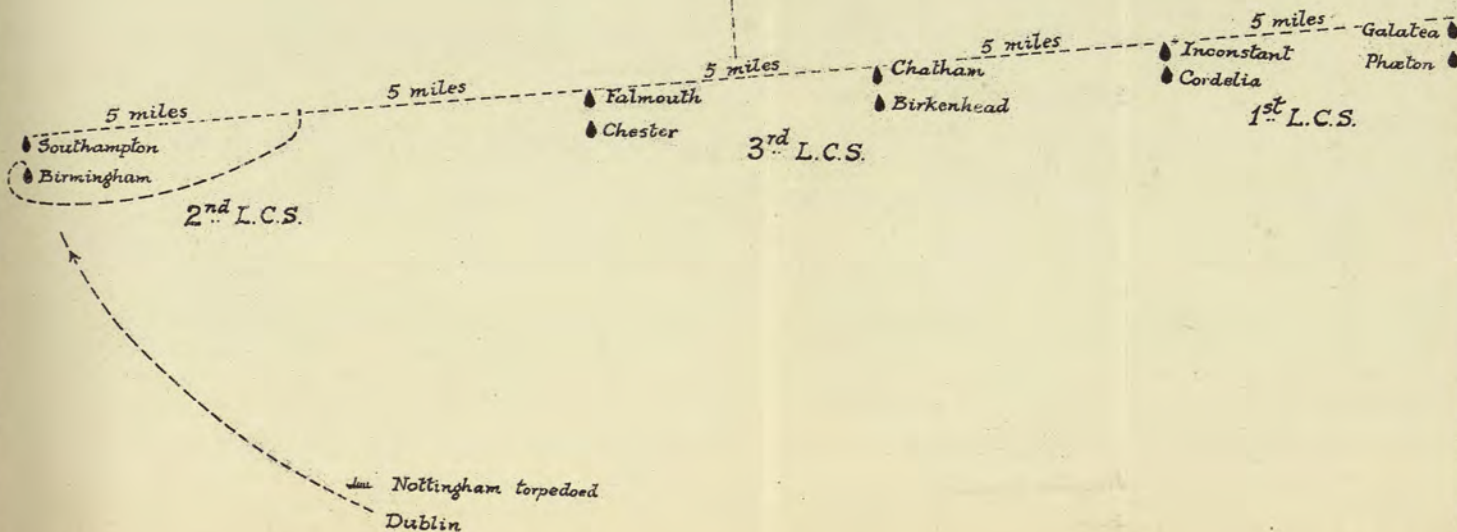 5 miles
Galatea
Phæton
5 miles
Inconstant
Cordelia
1st L.C.S.
5 miles
Chatham
Birkenhead
5 miles
Falmouth
Chester
3rd L.C.S.
5 miles
Southampton
Birmingham
2nd L.C.S.
Nottingham torpedoed
Dublin